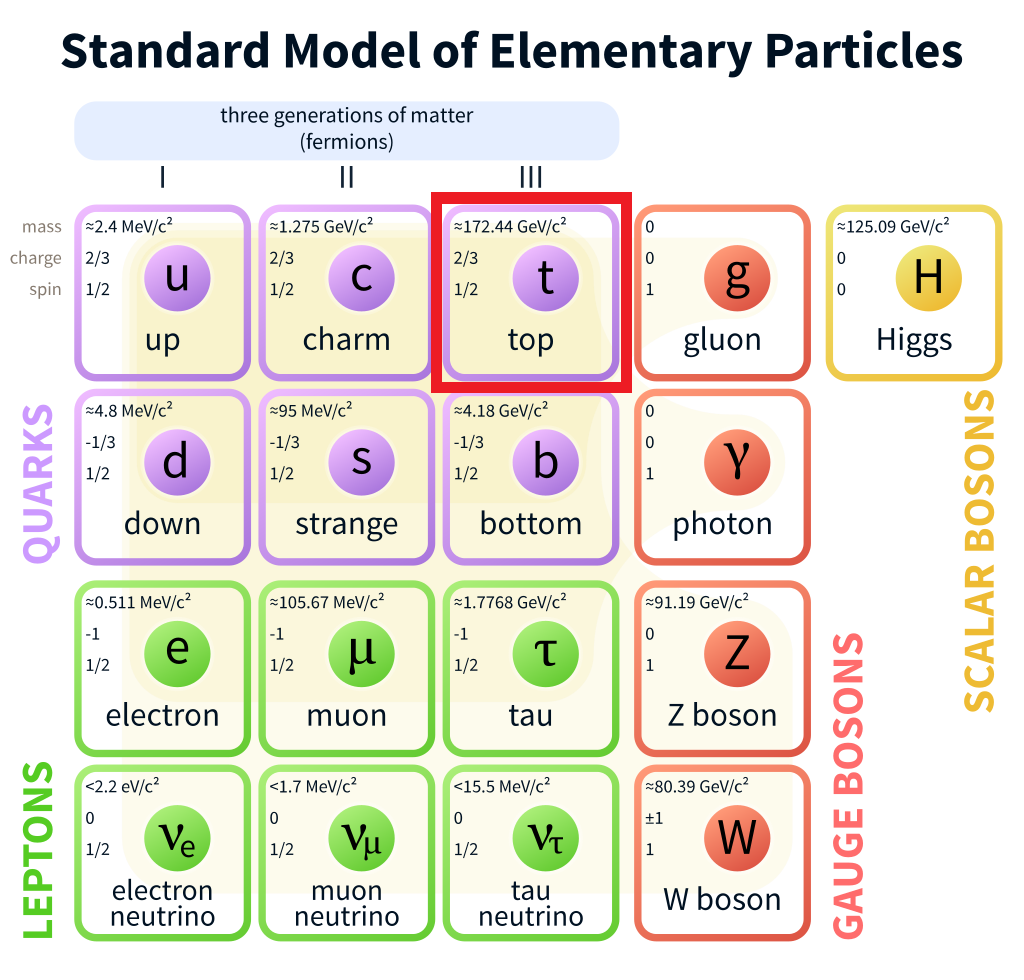 Standard Model of Elementary Particles
three generations of matter
(fermions)
I II III
mass
charge
spin
≈2.4 MeV/c²
2/3
1/2
u
up
≈1.275 GeV/c²
2/3
1/2
c
charm
≈172.44 GeV/c²
2/3
1/2
t
top
0
0
1
g
gluon
≈125.09 GeV/c²
0
0
H
Higgs
QUARKS
≈4.8 MeV/c²
-1/3
1/2
d
down
≈95 MeV/c²
-1/3
1/2
s
strange
≈4.18 GeV/c²
-1/3
1/2
b
bottom
0
0
1
γ
photon
SCALAR BOSONS
≈0.511 MeV/c²
-1
1/2
e
electron
≈105.67 MeV/c²
-1
1/2
μ
muon
≈1.7768 GeV/c²
-1
1/2
τ
tau
≈91.19 GeV/c²
0
1
Z
Z boson
GAUGE BOSONS
LEPTONS
<2.2 eV/c²
0
1/2
νe
electron
neutrino
<1.7 MeV/c²
0
1/2
νμ
muon
neutrino
<15.5 MeV/c²
0
1/2
ντ
tau
neutrino
≈80.39 GeV/c²
±1
1
W
W boson